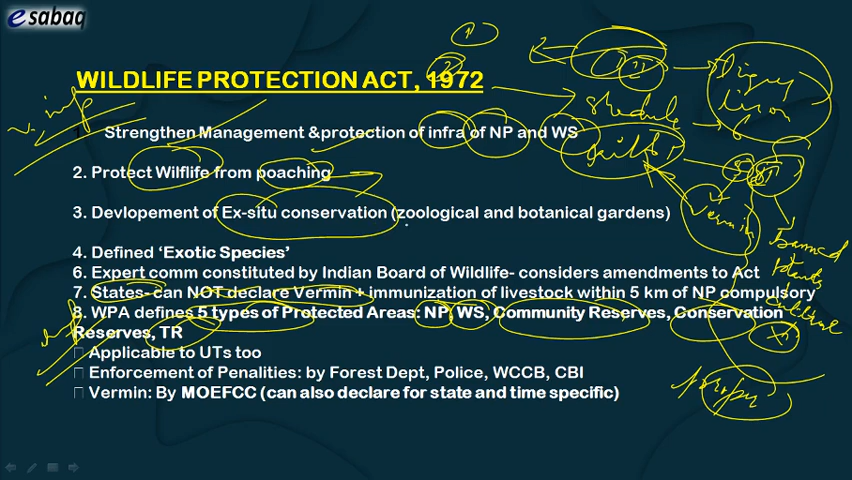 esabaq
WILDLIFE PROTECTION ACT, 1972
1 Strengthen Management &protection of infra of NP and WS
2. Protect Wilflife from poaching
3. Devlopement of Ex-situ conservation (zoological and botanical gardens)
4. Defined ‘Exotic Species’
6. Expert comm constituted by Indian Board of Wildlife- considers amendments to Act
7. States- can NOT declare Vermin + immunization of livestock within 5 km of NP compulsory
8. WPA defines 5 types of Protected Areas: NP, WS, Community Reserves, Conservation
Reserves, TR
Applicable to UTs too
Enforcement of Penalities: by Forest Dept, Police, WCCB, CBI
Vermin: By MOEFCC (can also declare for state and time specific)
1
2
v. imp
shedule
6
Vermin